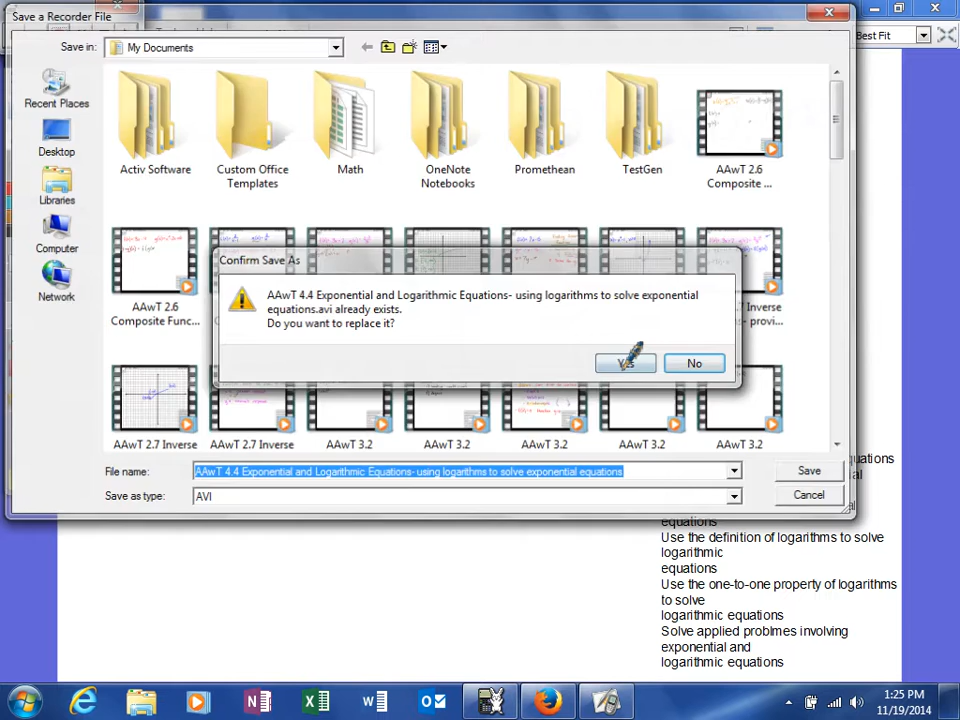 Save a Recorder File
Best Fit
Save in:
My Documents
Recent Places
Desktop
Libraries
Computer
Network
Activ Software
Custom Office
Templates
Math
OneNote
Notebooks
Promethean
TestGen
AAwT 2.6
Composite ...
AAwT 2.6
Composite Func...
Inverse
- provi...
Confirm Save As
AAwT 4.4 Exponential and Logarithmic Equations- using logarithms to solve exponential
equations.avi already exists.
Do you want to replace it?
Yes
No
AAwT 2.7 Inverse
AAwT 2.7 Inverse
AAwT 3.2
AAwT 3.2
AAwT 3.2
AAwT 3.2
AAwT 3.2
File name:
AAwT 4.4 Exponential and Logarithmic Equations- using logarithms to solve exponential equations
Save
Save as type:
AVI
Cancel
equations
Use the definition of logarithms to solve
logarithmic
equations
Use the one-to-one property of logarithms
to solve
logarithmic equations
Solve applied problmes involving
exponential and
logarithmic equations
1:25 PM
11/19/2014